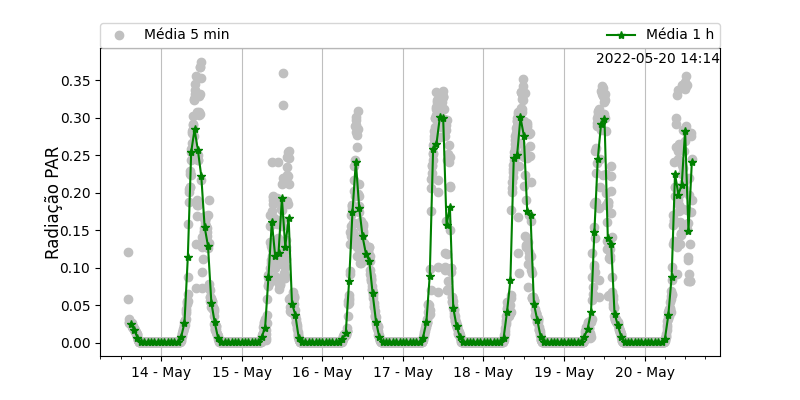 Média 5 min
Média 1 h
2022-05-20 14:14
Radiação PAR
0.35
0.30
0.25
0.20
0.15
0.10
0.05
0.00
14 - May
15 - May
16 - May
17 - May
18 - May
19 - May
20 - May